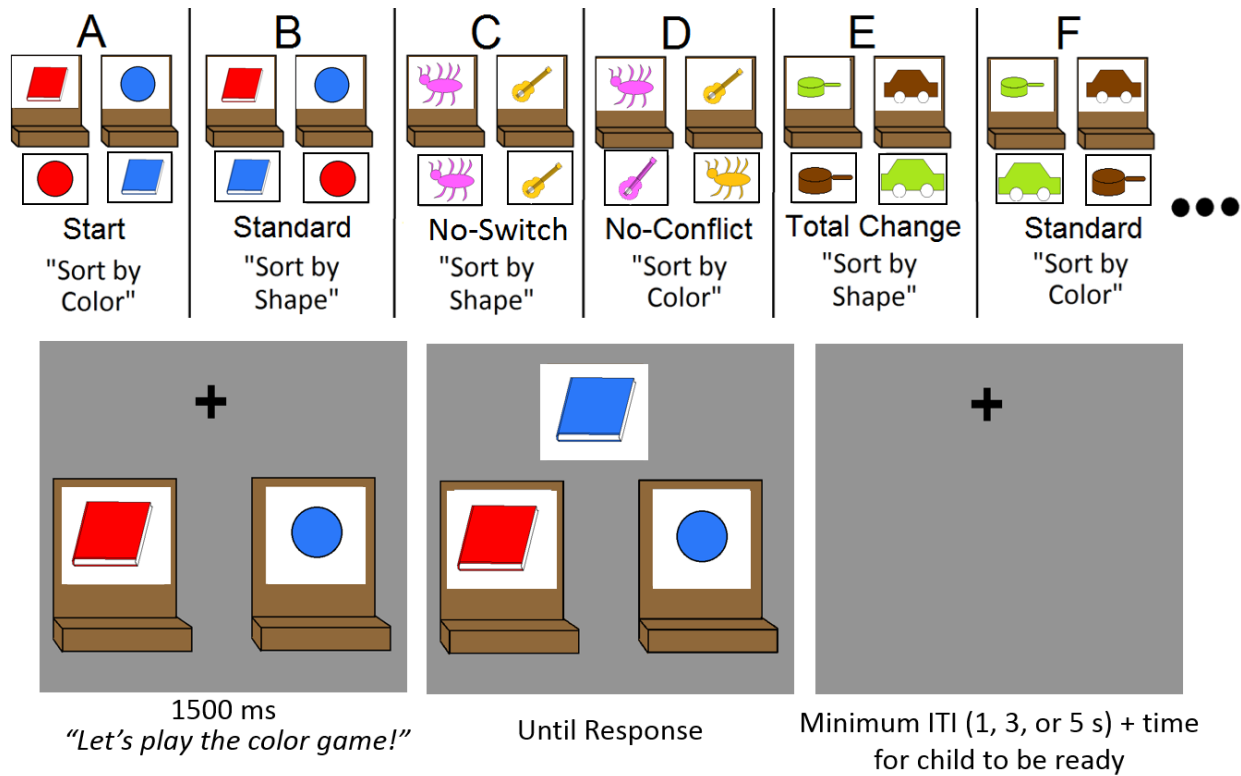 A B C D E F
Start Standard No-Switch No-Conflict Total Change Standard
"Sort by "Sort by "Sort by "Sort by "Sort by "Sort by
Color" Shape" Shape" Color" Shape" Color"
1500 ms
“Let’s play the color game!”
Until Response
Minimum ITI (1, 3, or 5 s) + time
for child to be ready